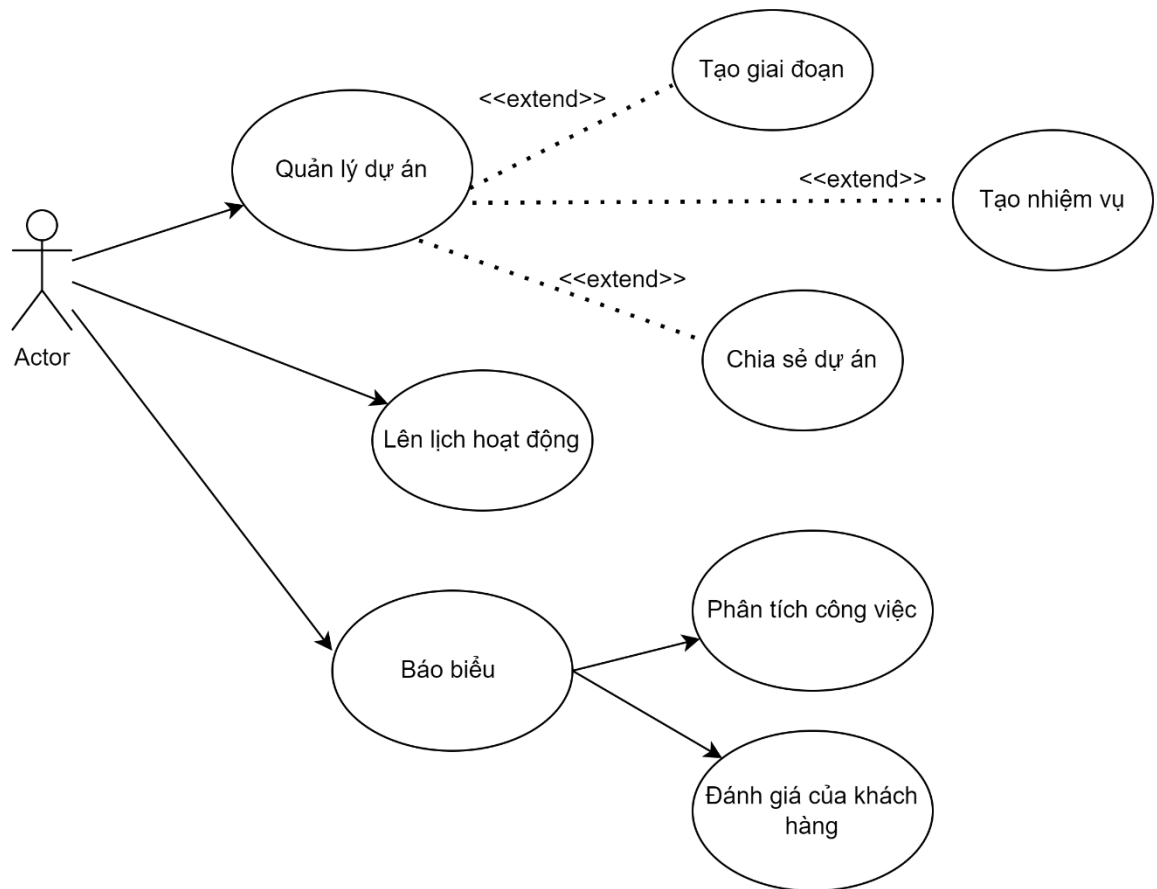 Tạo giai đoạn
<<extend>>
Quản lý dự án
<<extend>>
Tạo nhiệm vụ
<<extend>>
Actor
Chia sẻ dự án
Lên lịch hoạt động
Phân tích công việc
Báo biểu
Đánh giá của khách
hàng